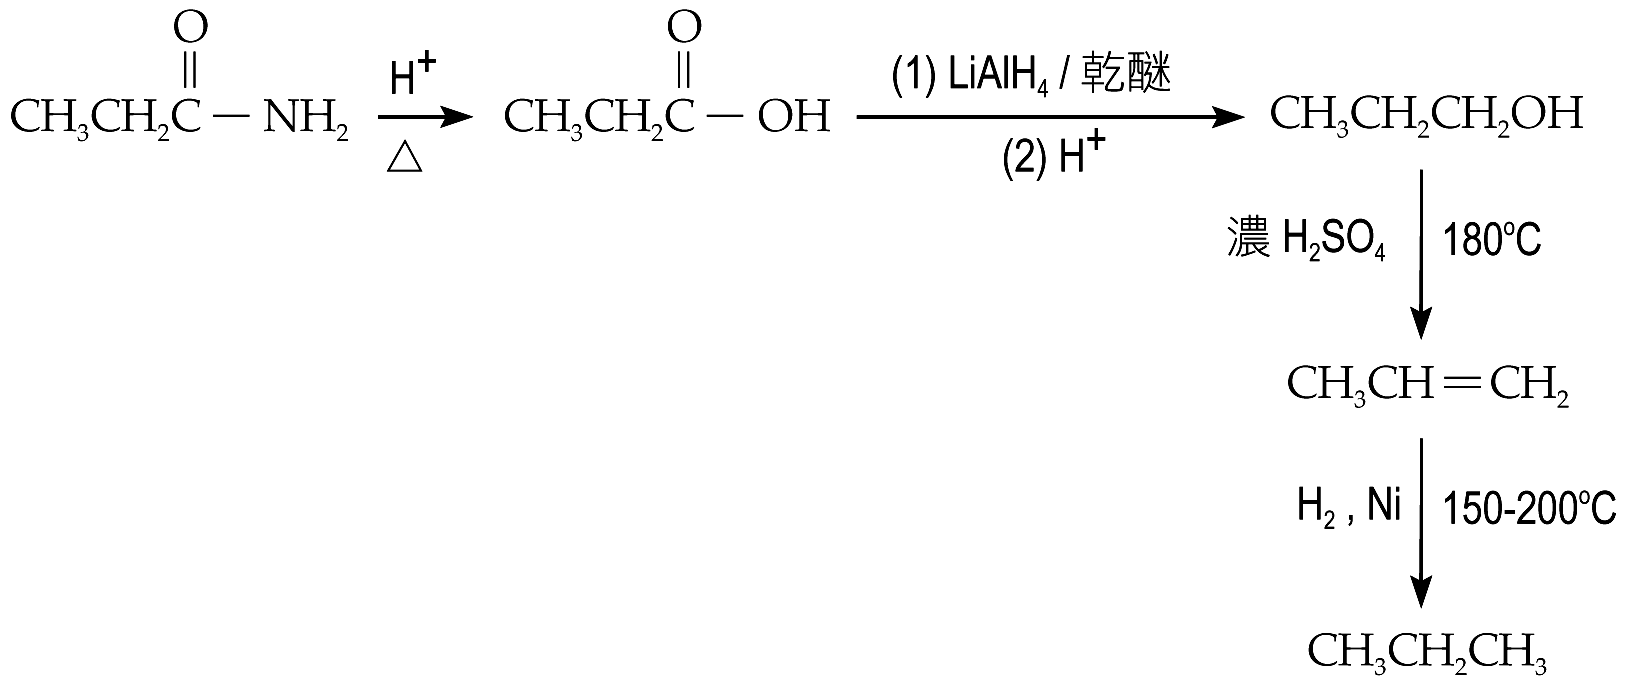 O O
CH₃CH₂C — NH₂ H⁺ △ CH₃CH₂C — OH (1) LiAlH₄ / 乾醚 (2) H⁺ CH₃CH₂CH₂OH
濃 H₂SO₄ 180°C
CH₃CH=CH₂
H₂ , Ni 150-200°C
CH₃CH₂CH₃